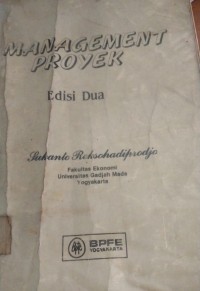 MANAGEMENT
PROYEK
Edisi Dua
Sukanto Reksohadiprodjo
Fakultas Ekonomi
Universitas Gadjah Mada
Yogyakarta
BPFE
YOGYAKARTA